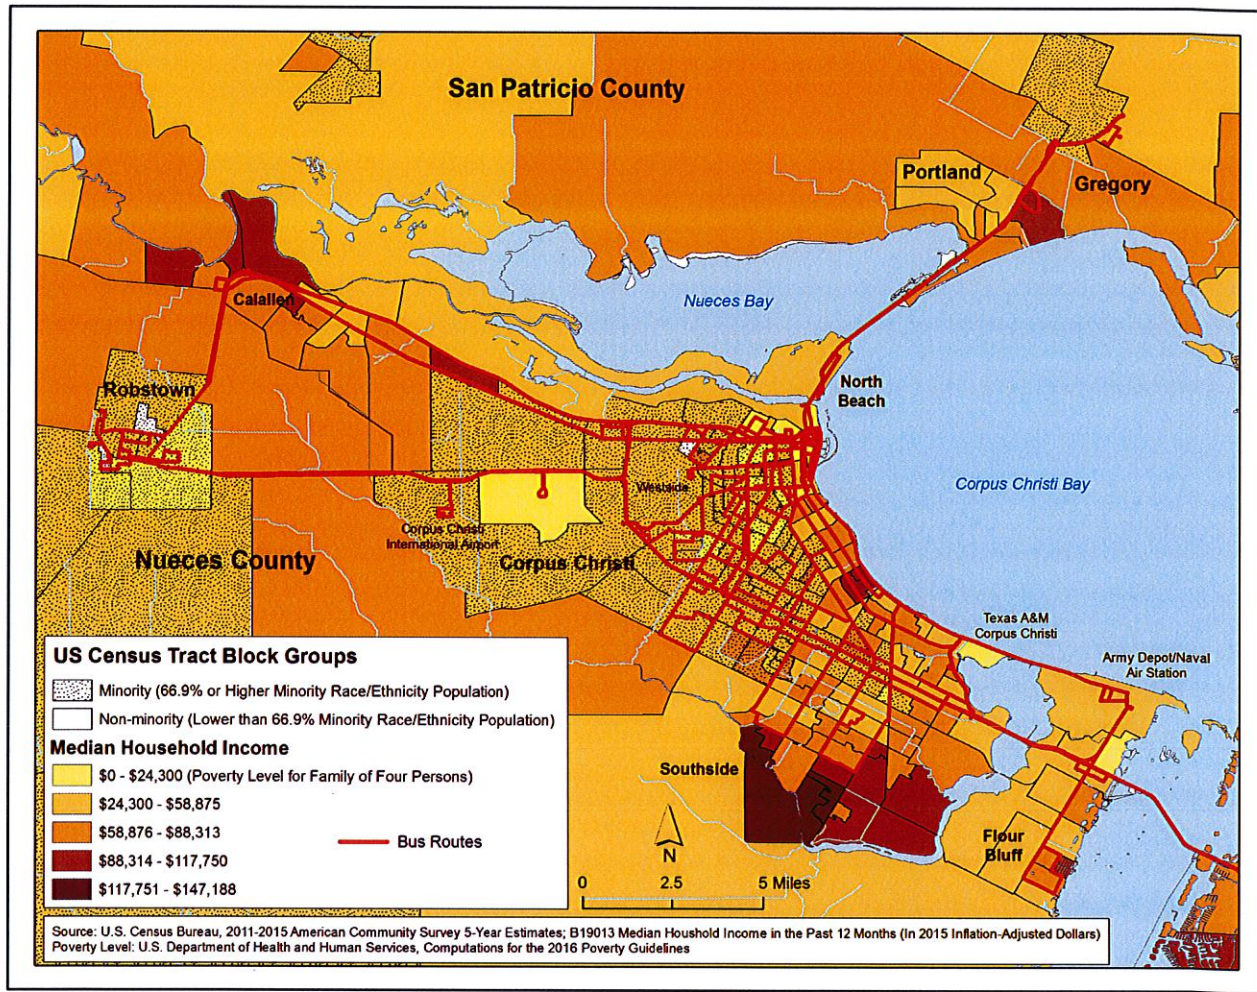 San Patricio County
Portland
Gregory
Nueces Bay
Calallen
North
Beach
Robstown
Westside
Corpus Christi Bay
Corpus Christi
International Airport
Nueces County
Corpus Christi
Texas A&M
Corpus Christi
Army Depot/Naval
Air Station
Southside
Flour
Bluff
US Census Tract Block Groups
Minority (66.9% or Higher Minority Race/Ethnicity Population)
Non-minority (Lower than 66.9% Minority Race/Ethnicity Population)
Median Household Income
$0 - $24,300 (Poverty Level for Family of Four Persons)
$24,300 - $58,875
$58,876 - $88,313
$88,314 - $117,750
$117,751 - $147,188
Bus Routes
N
0 2.5 5 Miles
Source: U.S. Census Bureau, 2011-2015 American Community Survey 5-Year Estimates; B19013 Median Houshold Income in the Past 12 Months (In 2015 Inflation-Adjusted Dollars)
Poverty Level: U.S. Department of Health and Human Services, Computations for the 2016 Poverty Guidelines